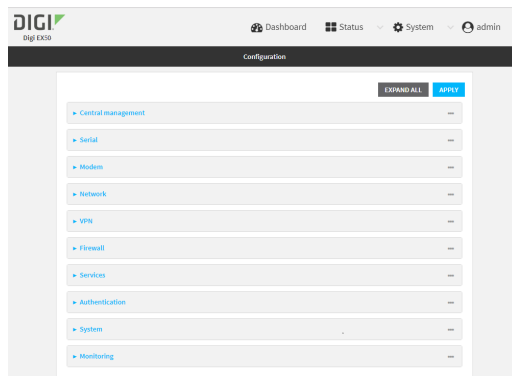 DIGI
Digi EX50
Dashboard Status System admin
Configuration
EXPAND ALL APPLY
Central management
Serial
Modem
Network
VPN
Firewall
Services
Authentication
System
Monitoring